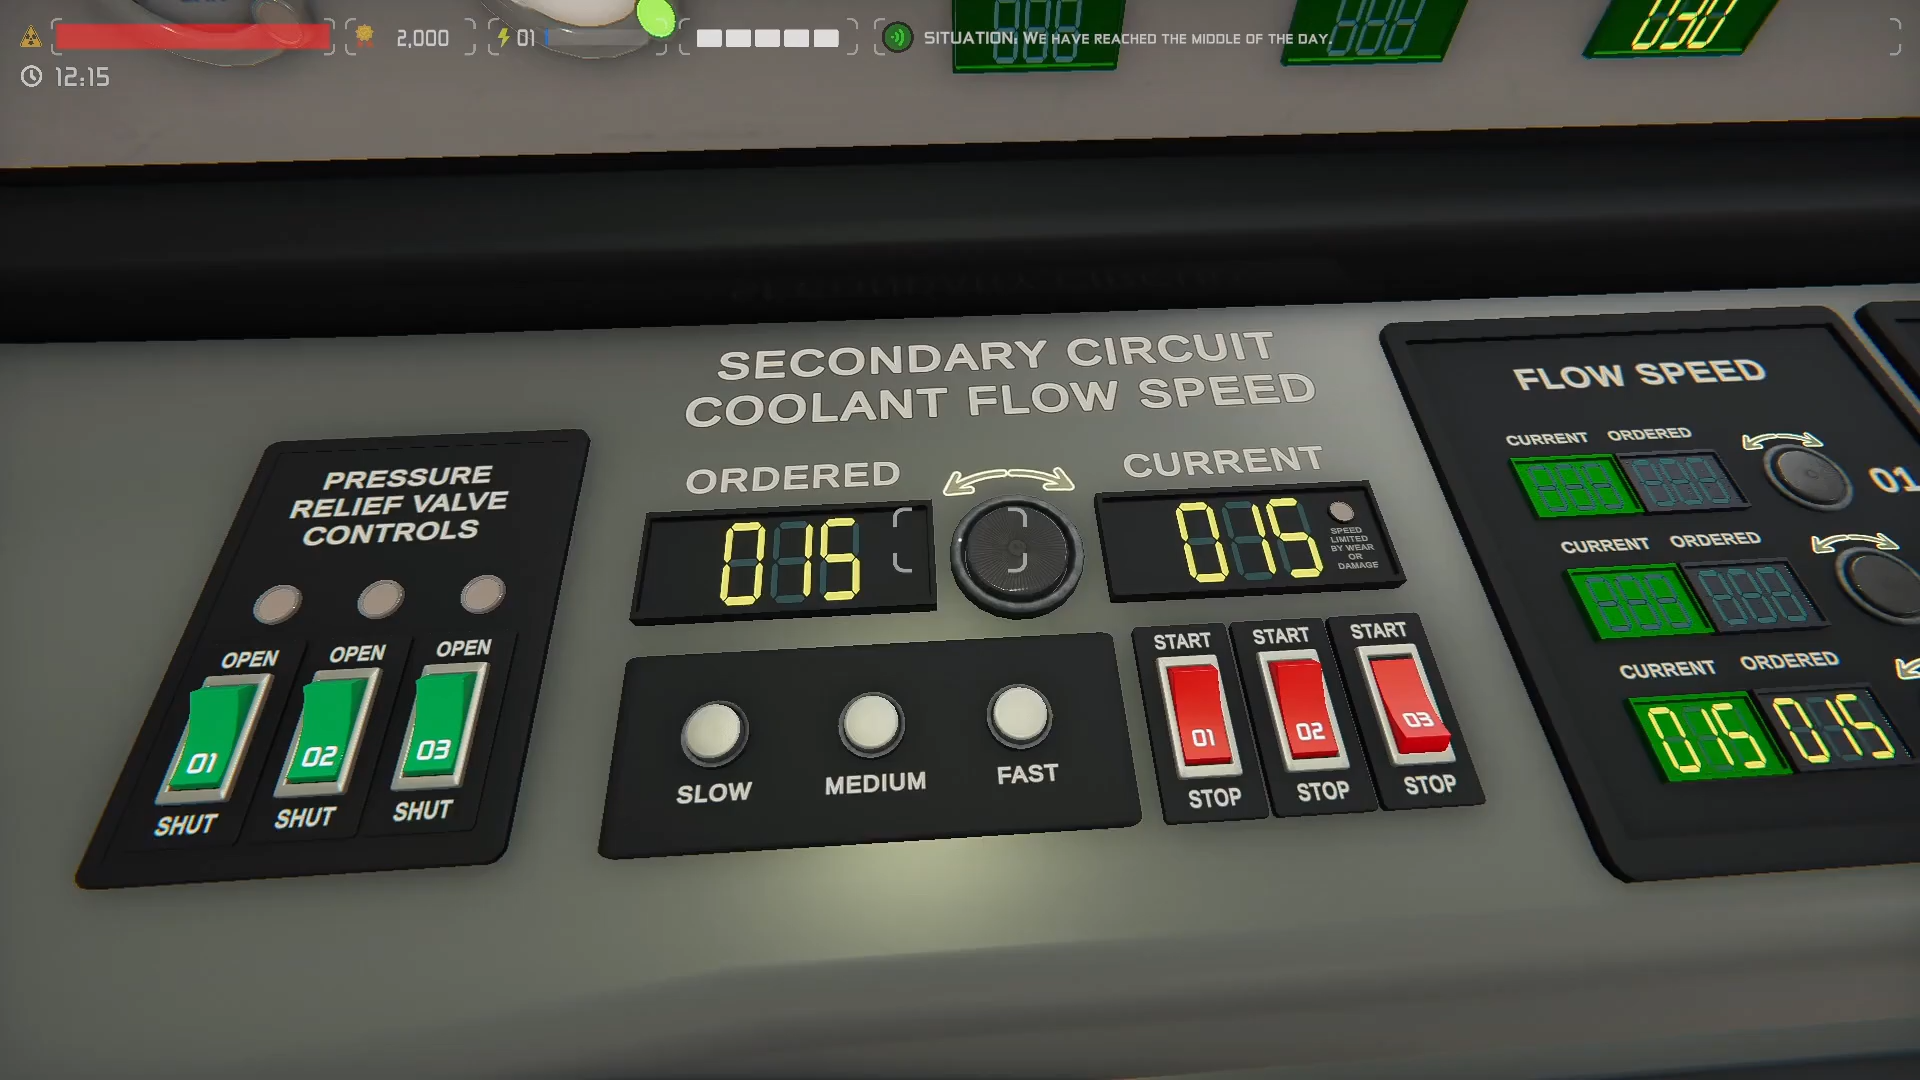 2,000
01
SITUATION: WE HAVE REACHED THE MIDDLE OF THE DAY.
030
12:15
SECONDARY CIRCUIT
COOLANT FLOW SPEED
ORDERED
CURRENT
015
015
SPEED
LIMITED
BY WEAR
OR
DAMAGE
SLOW
MEDIUM
FAST
START
START
START
01
02
03
STOP
STOP
STOP
PRESSURE
RELIEF VALVE
CONTROLS
OPEN
OPEN
OPEN
01
02
03
SHUT
SHUT
SHUT
FLOW SPEED
CURRENT ORDERED
01
CURRENT ORDERED
CURRENT ORDERED
015 015